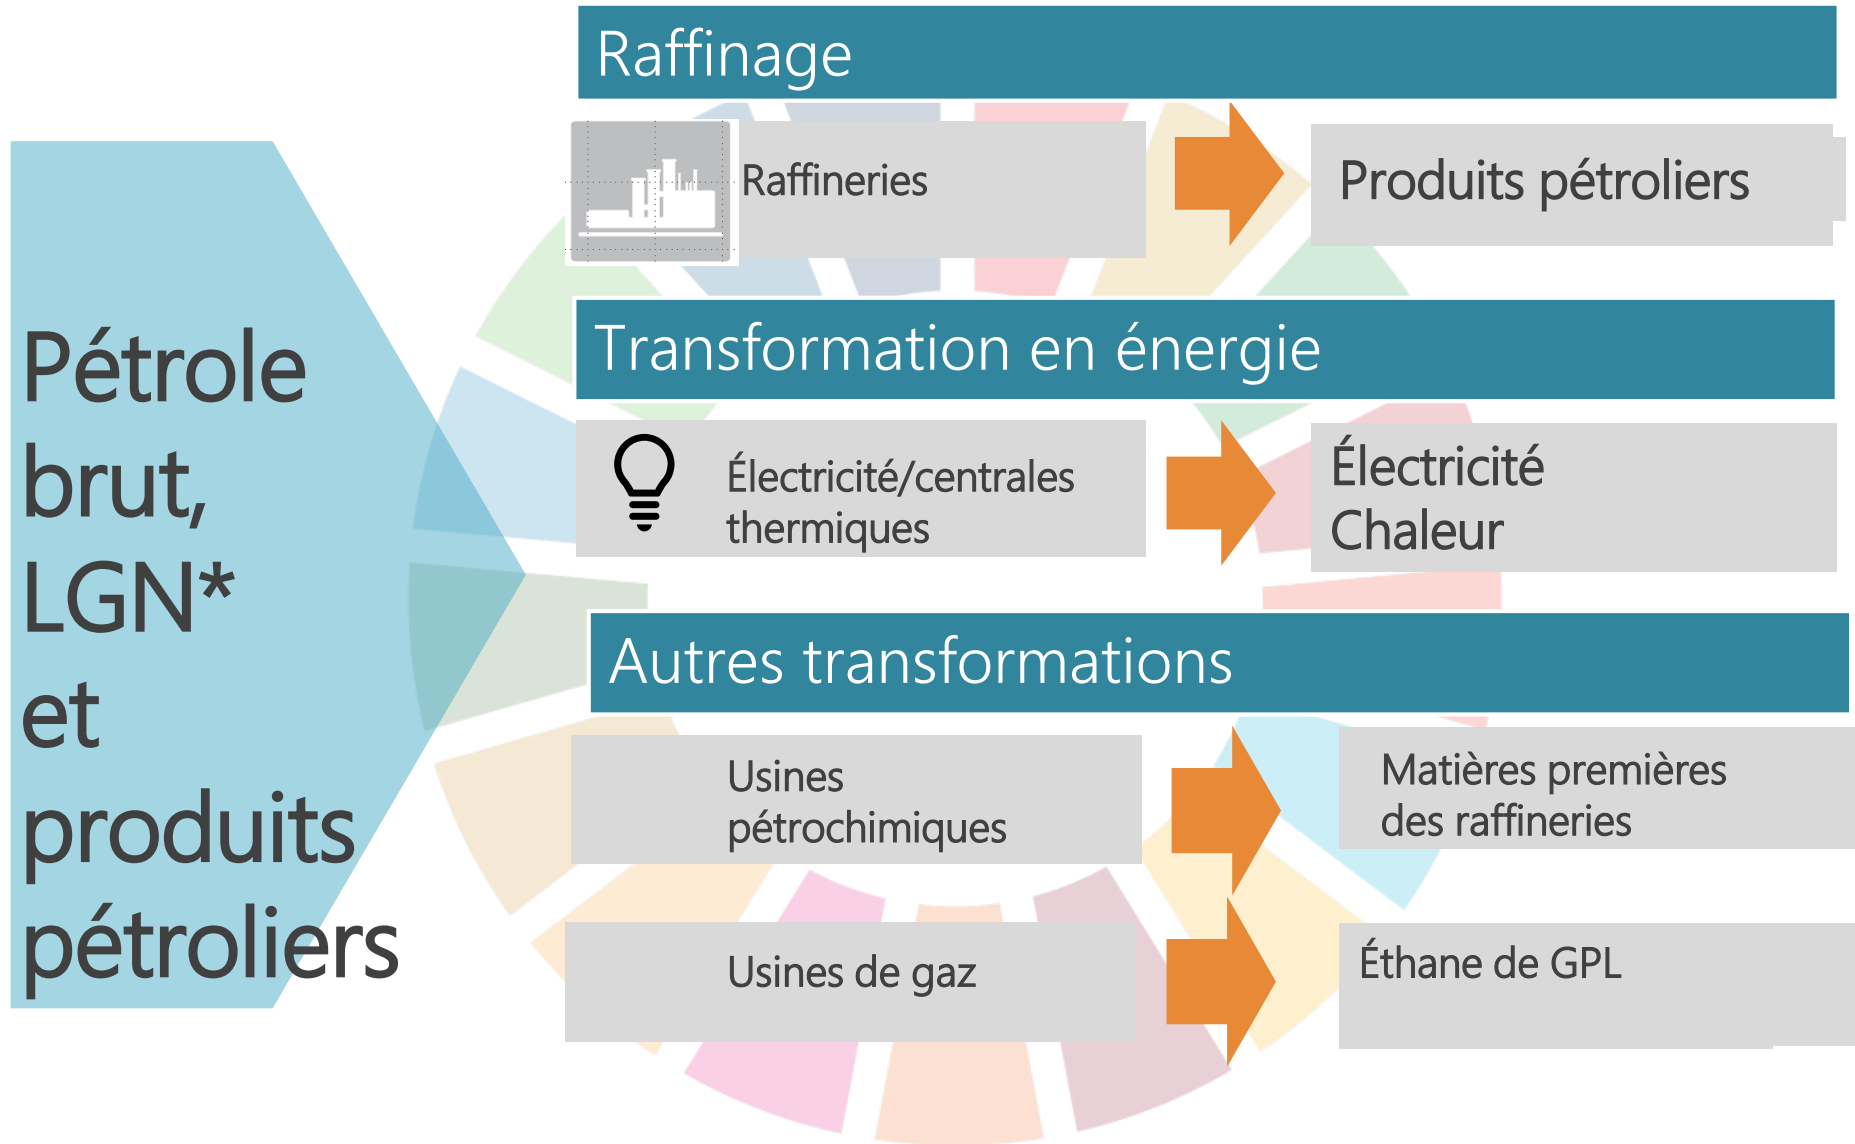 Pétrole
brut,
LGN*
et
produits
pétroliers
Raffinage
Raffineries
Produits pétroliers
Transformation en énergie
Électricité/centrales
thermiques
Électricité
Chaleur
Autres transformations
Usines
pétrochimiques
Matières premières
des raffineries
Usines de gaz
Éthane de GPL